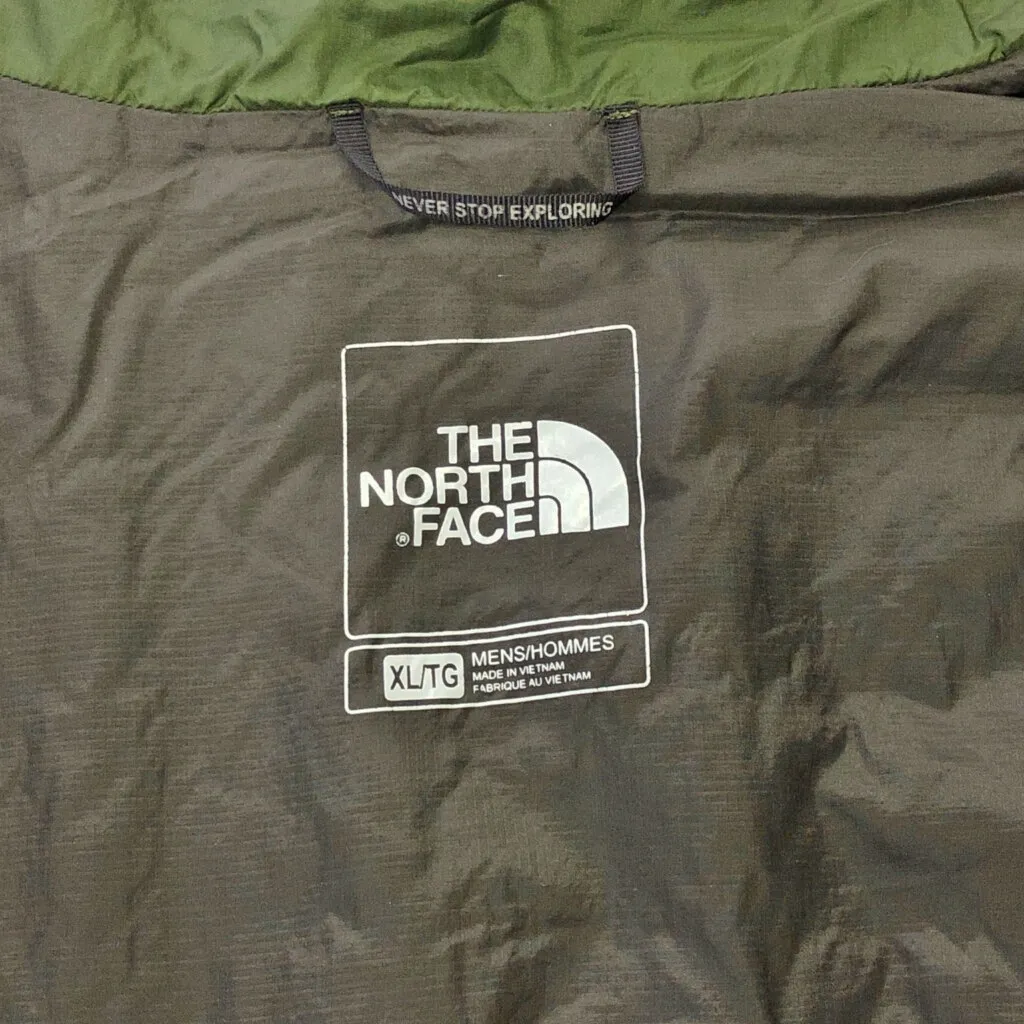 NEVER STOP EXPLORING
THE
NORTH
® FACE
XL/TG
MENS/HOMMES
MADE IN VIETNAM
FABRIQUE AU VIETNAM